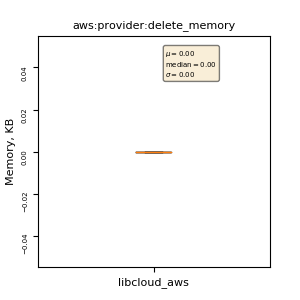 aws:provider:delete_memory
μ = 0.00
median = 0.00
σ = 0.00
0.04
0.02
0.00
−0.02
−0.04
Memory, KB
libcloud_aws